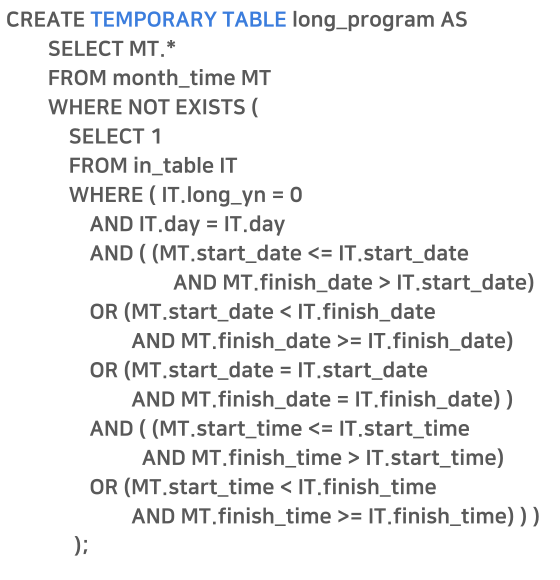 CREATE TEMPORARY TABLE long_program AS
SELECT MT.*
FROM month_time MT
WHERE NOT EXISTS (
SELECT 1
FROM in_table IT
WHERE ( IT.long_yn = 0
AND IT.day = IT.day
AND ( (MT.start_date <= IT.start_date
AND MT.finish_date > IT.start_date)
OR (MT.start_date < IT.finish_date
AND MT.finish_date >= IT.finish_date)
OR (MT.start_date = IT.start_date
AND MT.finish_date = IT.finish_date) )
AND ( (MT.start_time <= IT.start_time
AND MT.finish_time > IT.start_time)
OR (MT.start_time < IT.finish_time
AND MT.finish_time >= IT.finish_time) ) )
);